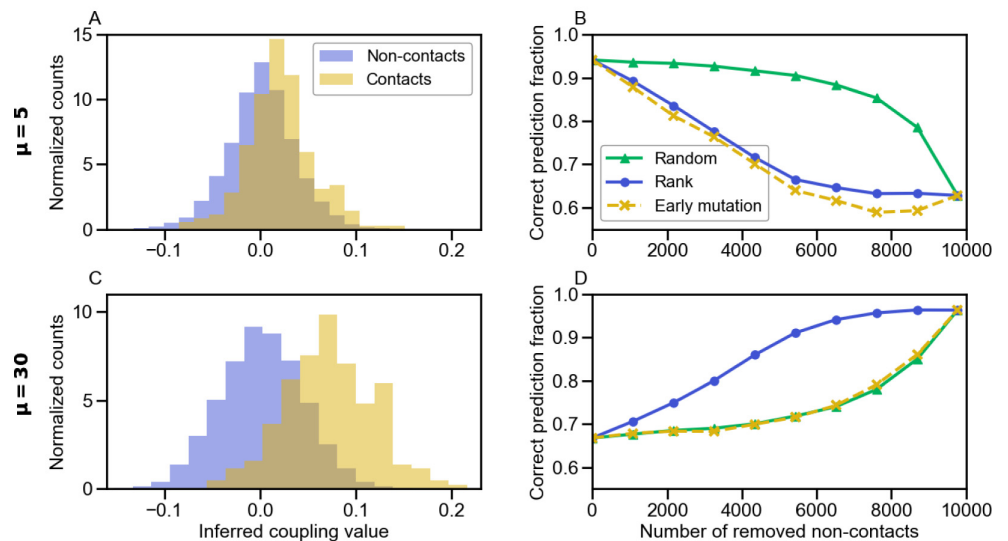 A
B
μ = 5
Normalized counts
15
10
5
0
−0.1
0.0
0.1
0.2
Non-contacts
Contacts
Correct prediction fraction
1.0
0.9
0.8
0.7
0.6
0
2000
4000
6000
8000
10000
Random
Rank
Early mutation
C
D
μ = 30
Normalized counts
10
5
0
−0.1
0.0
0.1
0.2
Inferred coupling value
Correct prediction fraction
1.0
0.9
0.8
0.7
0.6
0
2000
4000
6000
8000
10000
Number of removed non-contacts